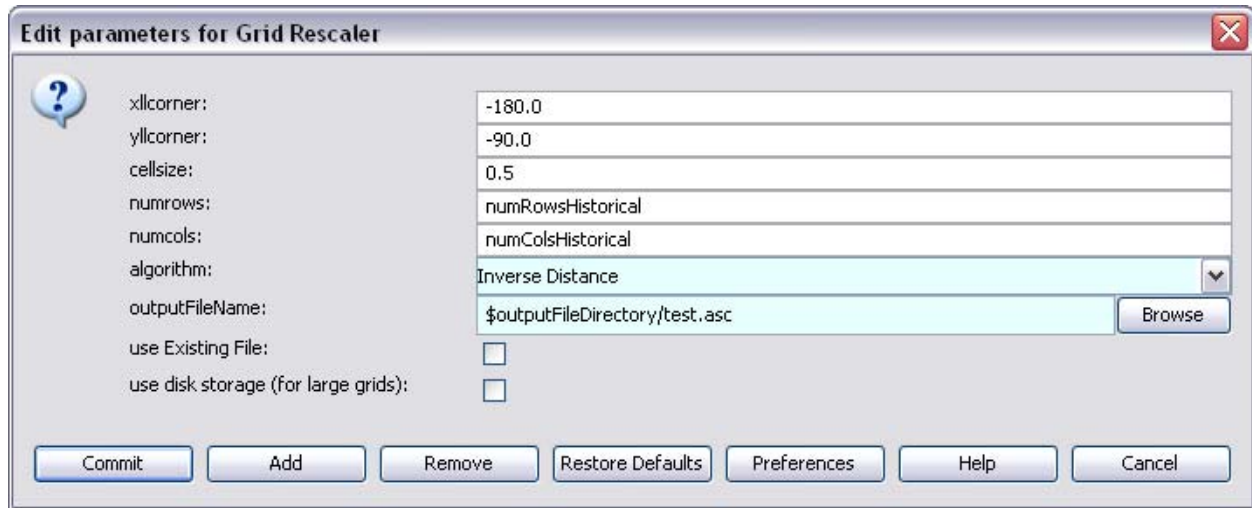 Edit parameters for Grid Rescaler
xllcorner: -180.0
yllcorner: -90.0
cellsize: 0.5
numrows: numRowsHistorical
numcols: numColsHistorical
algorithm: Inverse Distance
outputFileName: $outputFileDirectory/test.asc Browse
use Existing File:
use disk storage (for large grids):
Commit Add Remove Restore Defaults Preferences Help Cancel